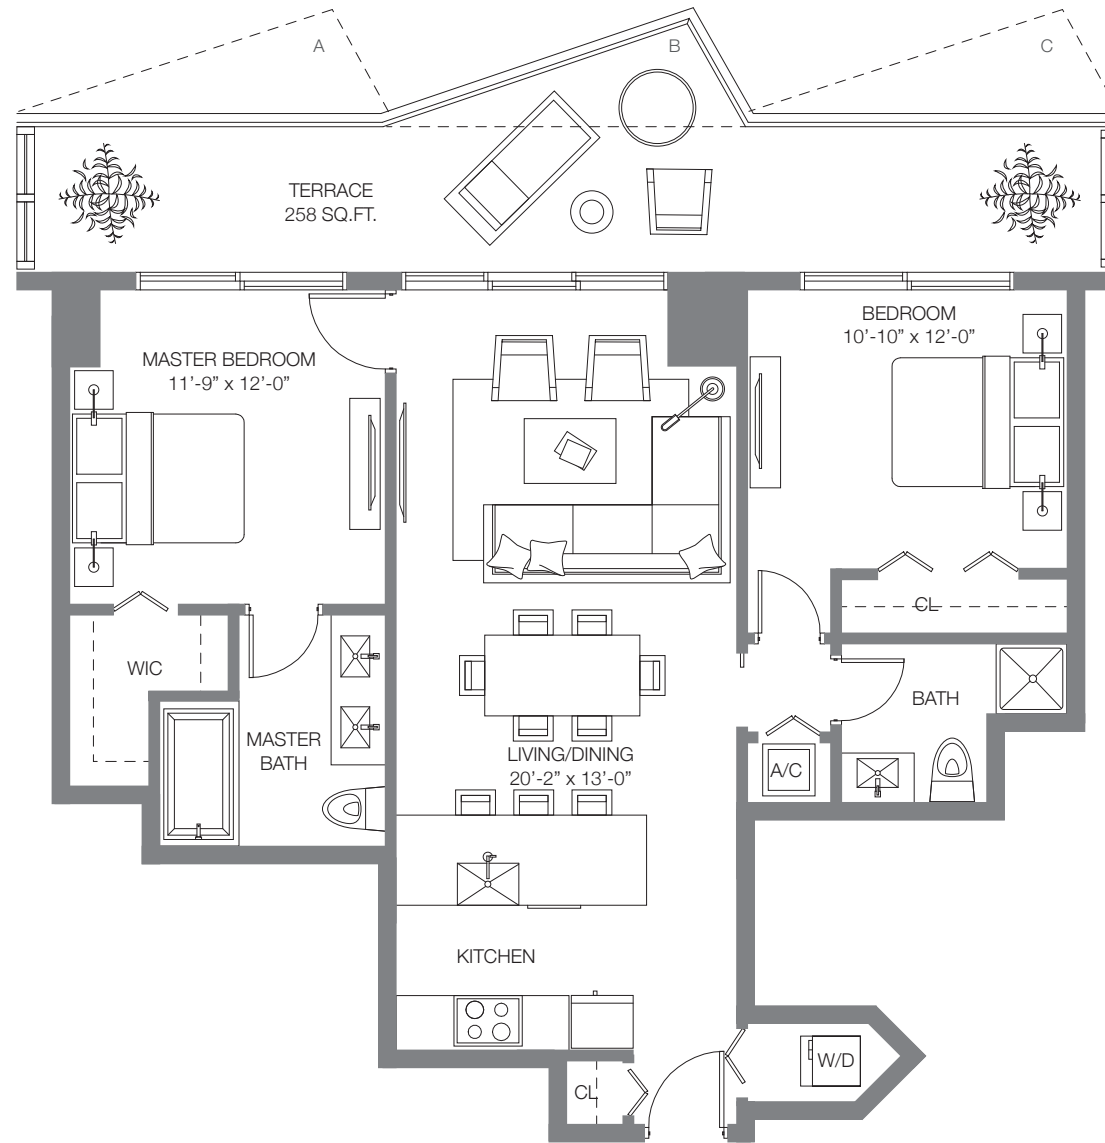 A
B
C
TERRACE
258 SQ.FT.
BEDROOM
10’-10” x 12’-0”
MASTER BEDROOM
11’-9” x 12’-0”
CL
WIC
BATH
MASTER
BATH
LIVING/DINING
20’-2” x 13’-0”
A/C
KITCHEN
W/D
CL